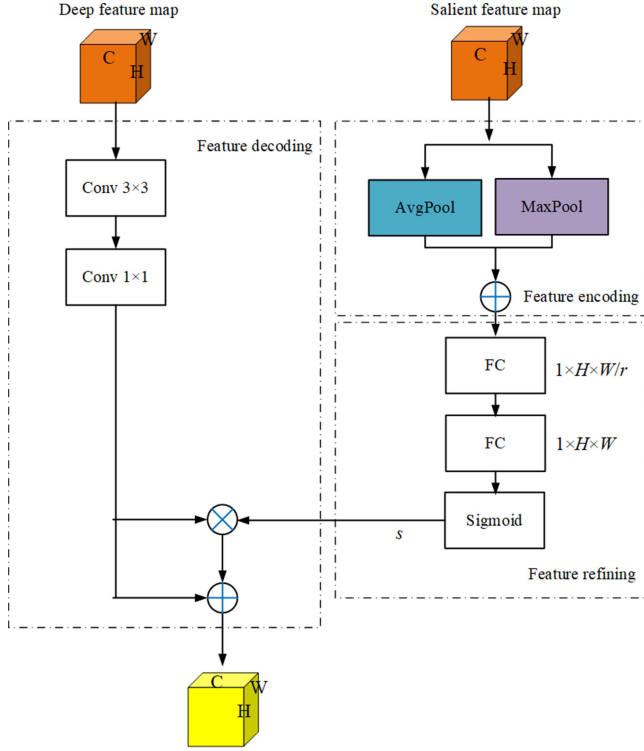 Deep feature map
Salient feature map
W
C
H
W
C
H
Feature decoding
Conv 3×3
AvgPool
MaxPool
Conv 1×1
Feature encoding
FC
1×H×W/r
FC
1×H×W
Sigmoid
s
Feature refining
C
W
H